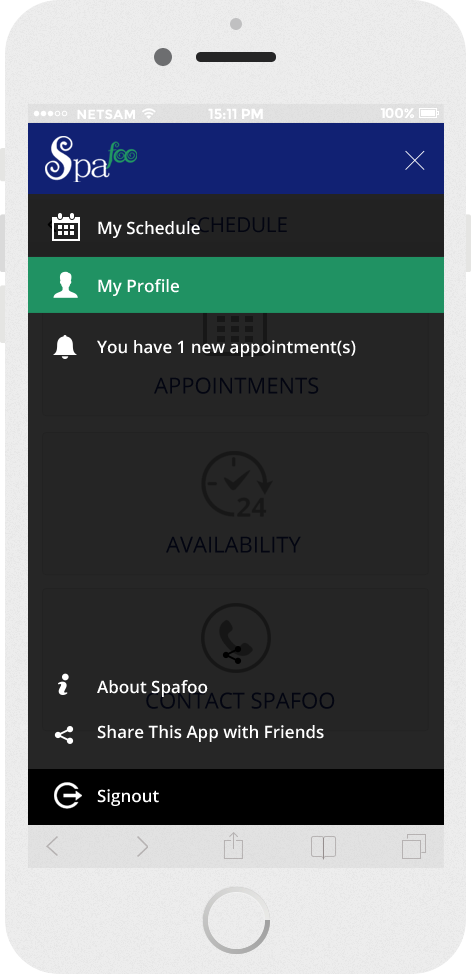 NETSAM 15:11 PM 100%
Spafoo
SCHEDULE
My Schedule
My Profile
You have 1 new appointment(s)
APPOINTMENTS
24
AVAILABILITY
About Spafoo
CONTACT SPAFOO
Share This App with Friends
Signout